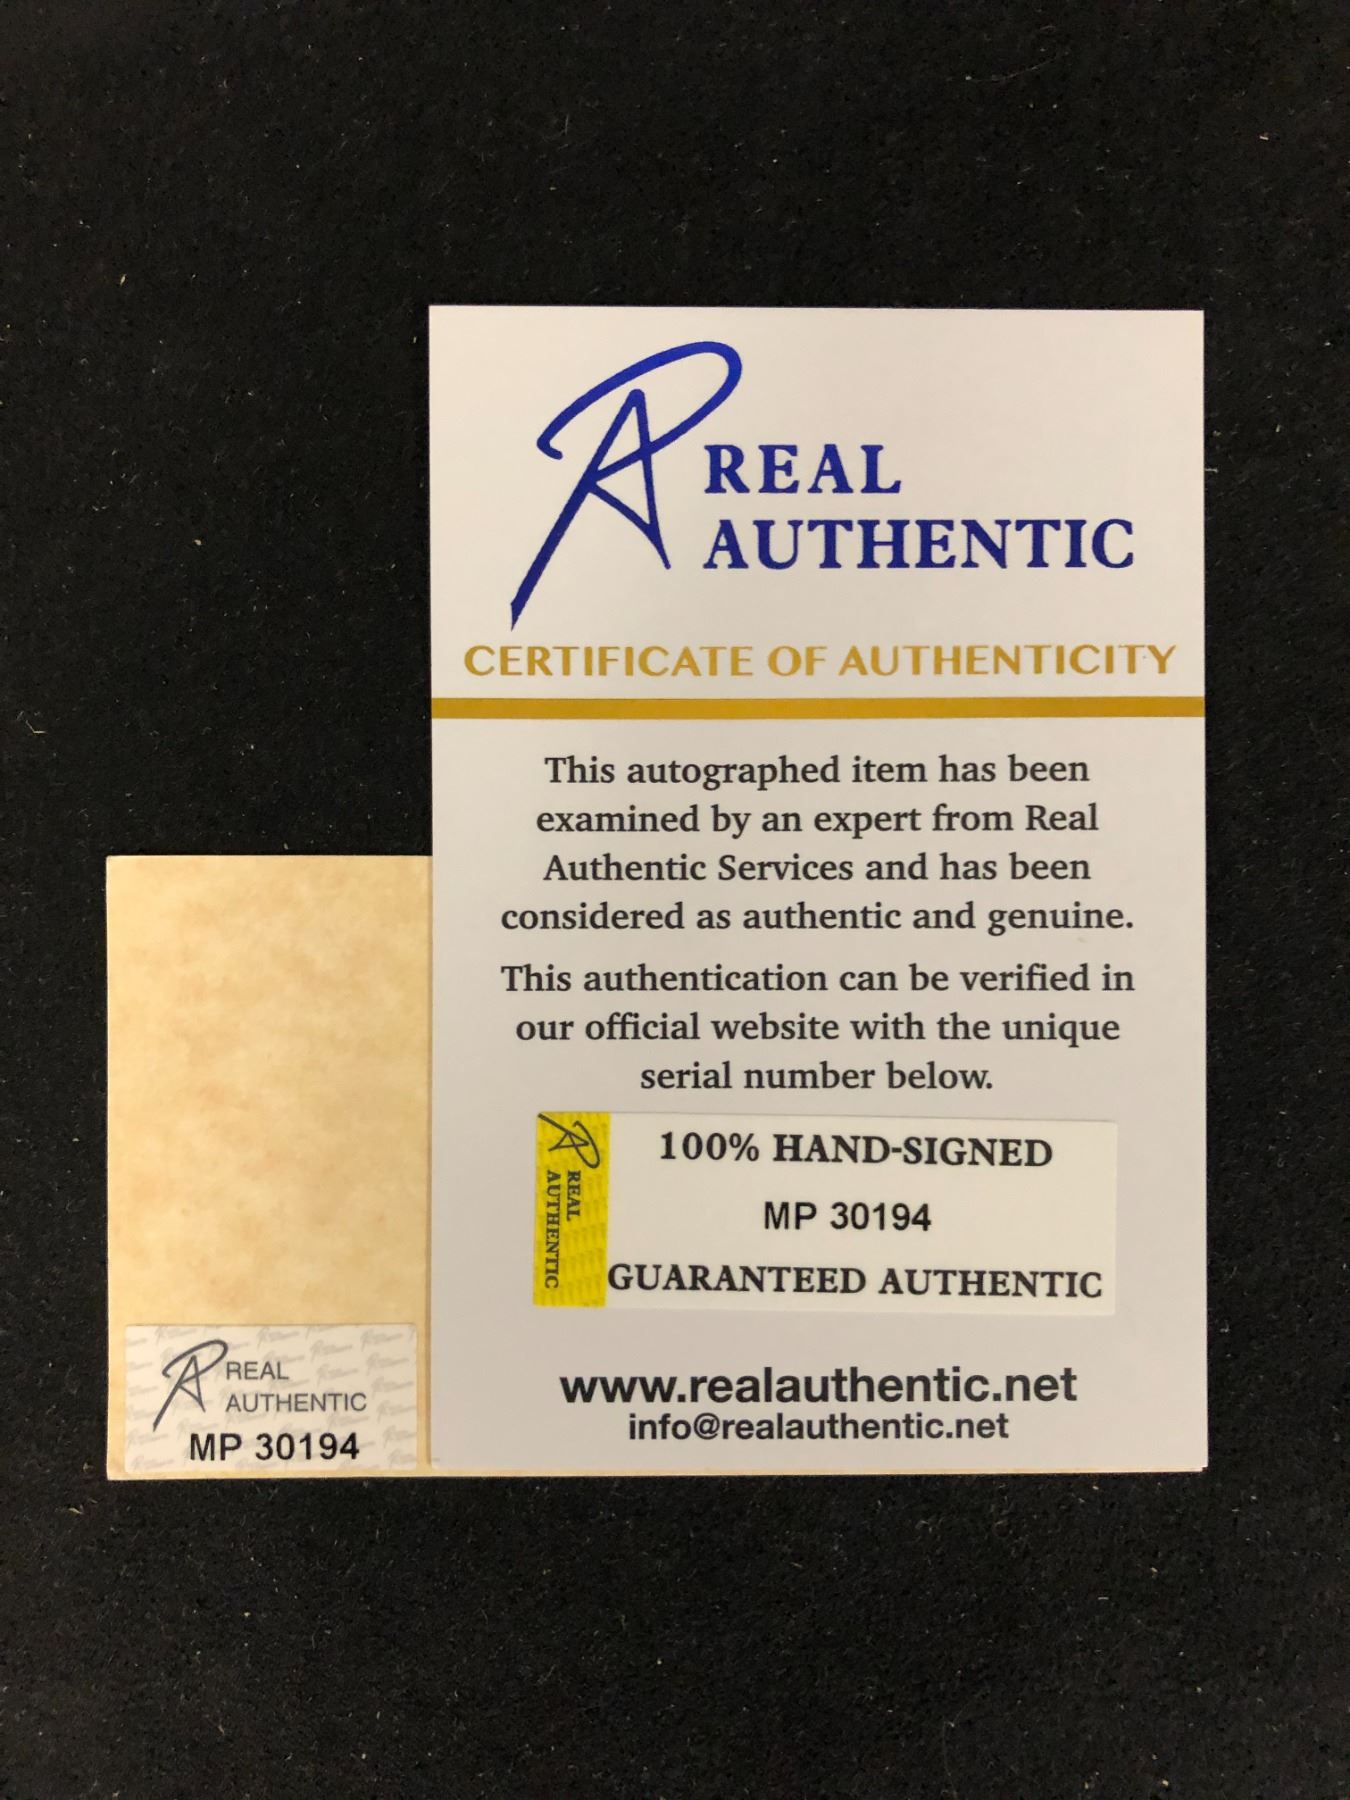 REAL
AUTHENTIC
CERTIFICATE OF AUTHENTICITY
This autographed item has been
examined by an expert from Real
Authentic Services and has been
considered as authentic and genuine.
This authentication can be verified in
our official website with the unique
serial number below.
REAL
AUTHENTIC
100% HAND-SIGNED
MP 30194
GUARANTEED AUTHENTIC
www.realauthentic.net
info@realauthentic.net
REAL
AUTHENTIC
MP 30194